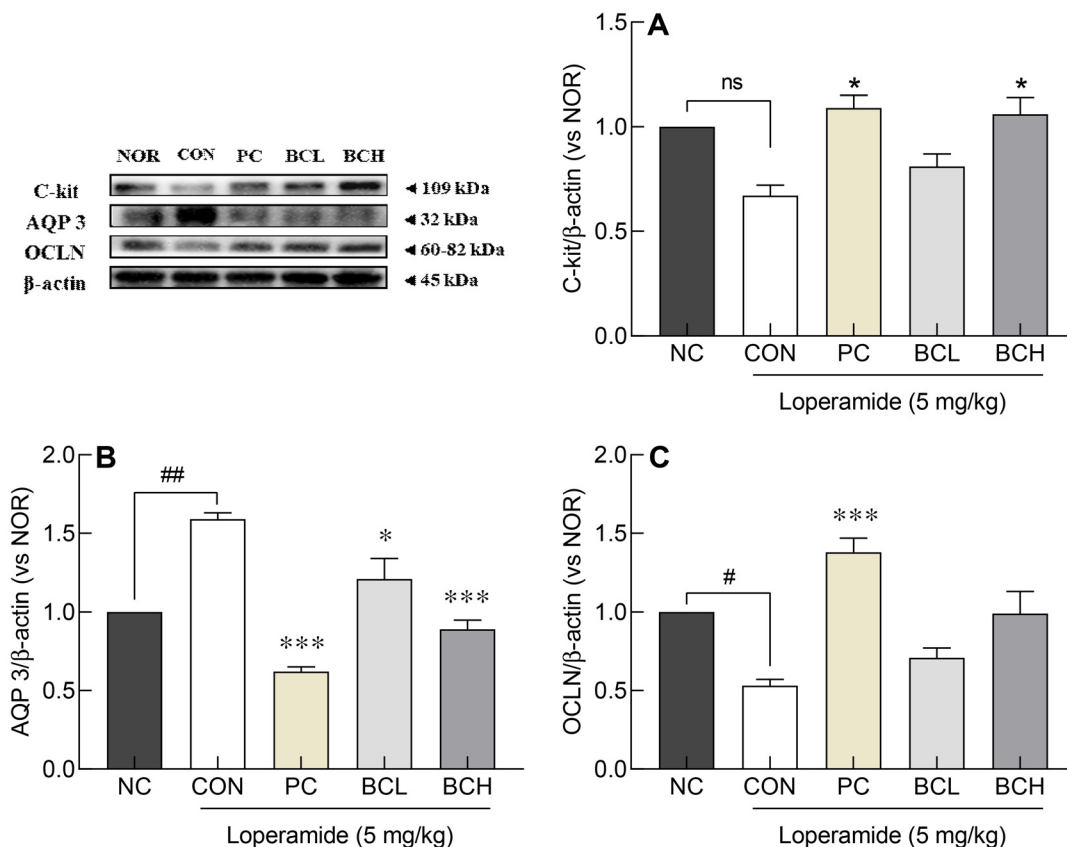 NOR CON PC BCL BCH
C-kit 109 kDa
AQP 3 32 kDa
OCLN 60-82 kDa
β-actin 45 kDa
A
C-kit/β-actin (vs NOR)
1.5
1.0
0.5
0.0
ns
*
*
NC CON PC BCL BCH
Loperamide (5 mg/kg)
B
AQP 3/β-actin (vs NOR)
2.0
1.5
1.0
0.5
0.0
##
***
*
***
NC CON PC BCL BCH
Loperamide (5 mg/kg)
C
OCLN/β-actin (vs NOR)
2.0
1.5
1.0
0.5
0.0
#
***
NC CON PC BCL BCH
Loperamide (5 mg/kg)